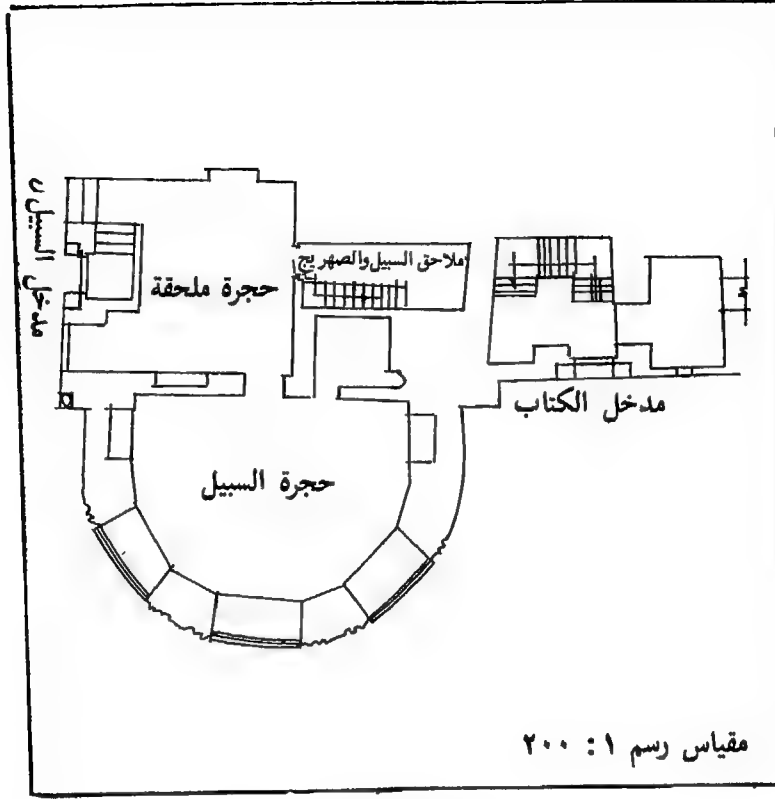 ملاحق السبيل والصهريج
مدخل السبيل
حجرة ملحقة
مدخل الكتاب
حجرة السبيل
مقياس رسم ١ : ٢٠٠